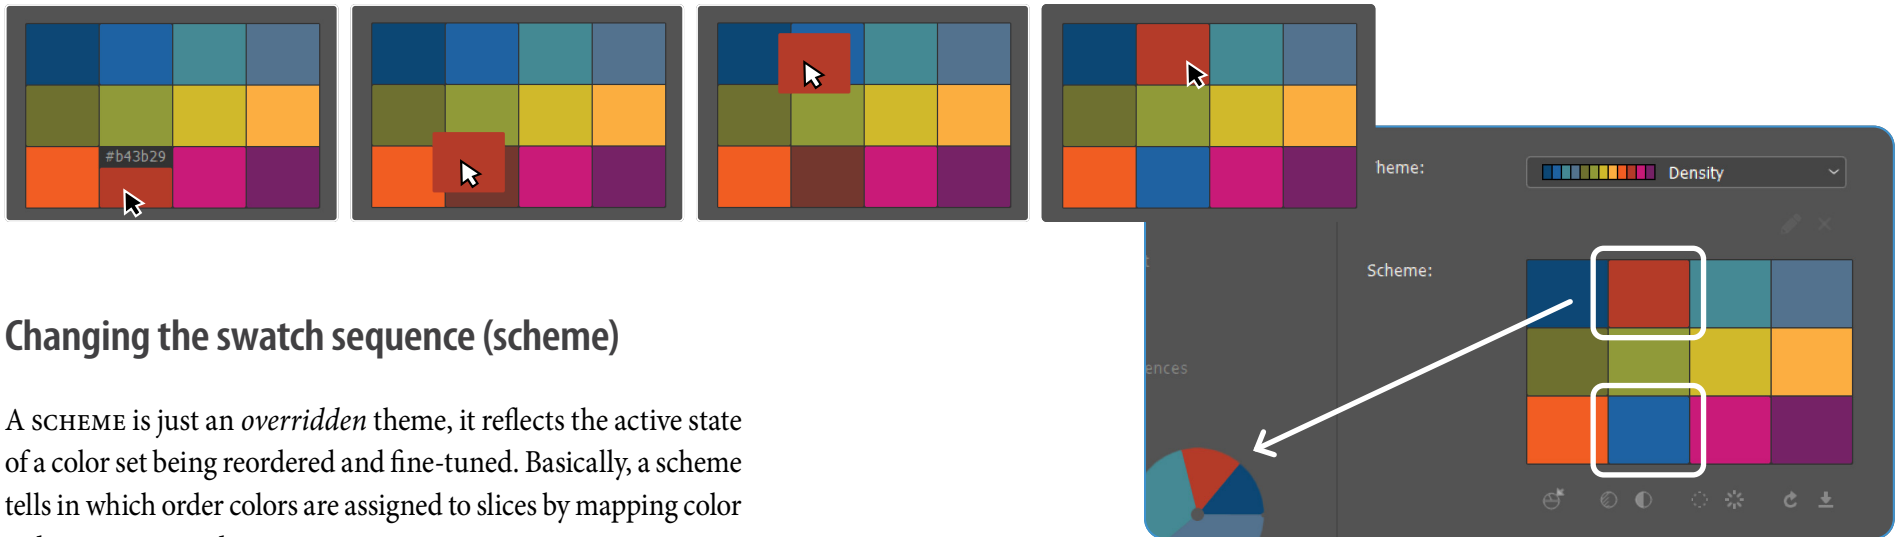 #b43b29
heme:
Density
Scheme:
ences
Changing the swatch sequence (scheme)
A SCHEME is just an overridden theme, it reflects the active state
of a color set being reordered and fine-tuned. Basically, a scheme
tells in which order colors are assigned to slices by mapping color